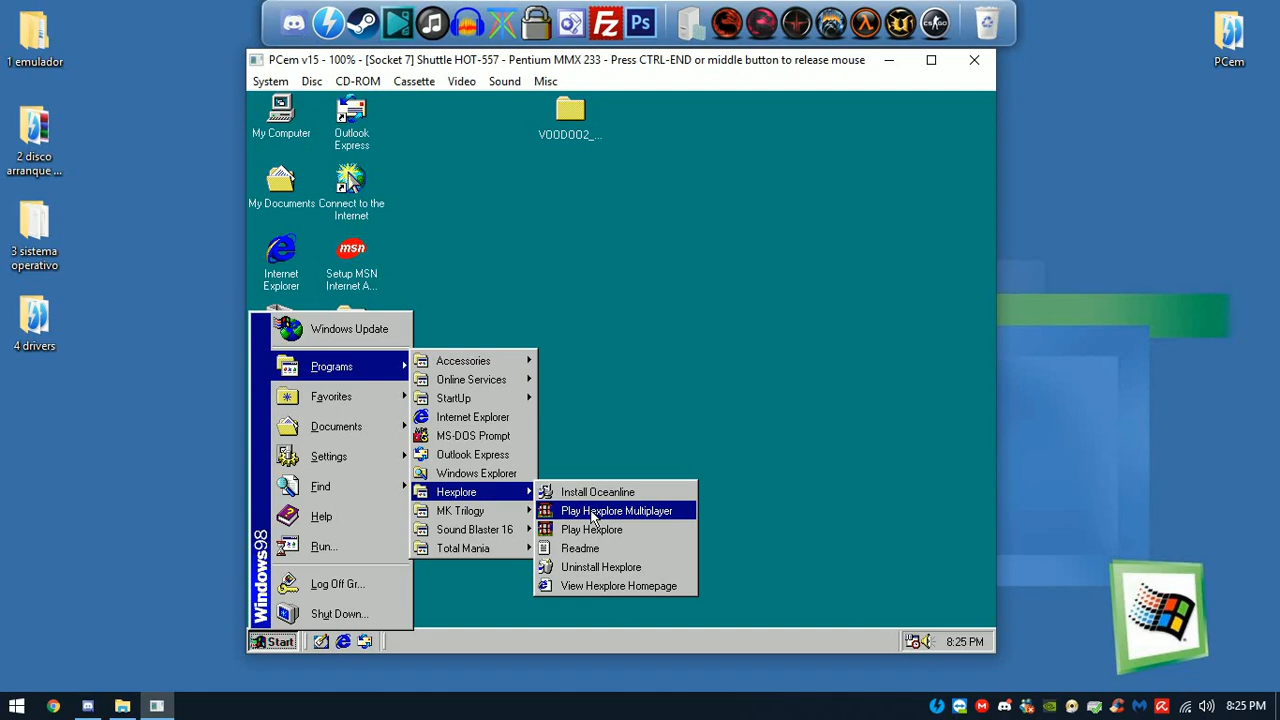 1 emulador
2 disco
arranque ...
3 sistema
operativo
4 drivers
Fz
Ps
PCem
PCem v15 - 100% - [Socket 7] Shuttle HOT-557 - Pentium MMX 233 - Press CTRL-END or middle button to release mouse
System Disc CD-ROM Cassette Video Sound Misc
My Computer
Outlook
Express
V00D002_...
My Documents
Connect to the
Internet
msn
Internet
Explorer
Setup MSN
Internet A...
Windows Update
Programs
Favorites
Documents
Settings
Find
Help
Run...
Log Off Gr...
Shut Down...
Windows98
Accessories
Online Services
StartUp
Internet Explorer
MS-DOS Prompt
Outlook Express
Windows Explorer
Hexplore
MK Trilogy
Sound Blaster 16
Total Mania
Install Oceanline
Play Hexplore Multiplayer
Play Hexplore
Readme
Uninstall Hexplore
View Hexplore Homepage
Start
8:25 PM
8:25 PM